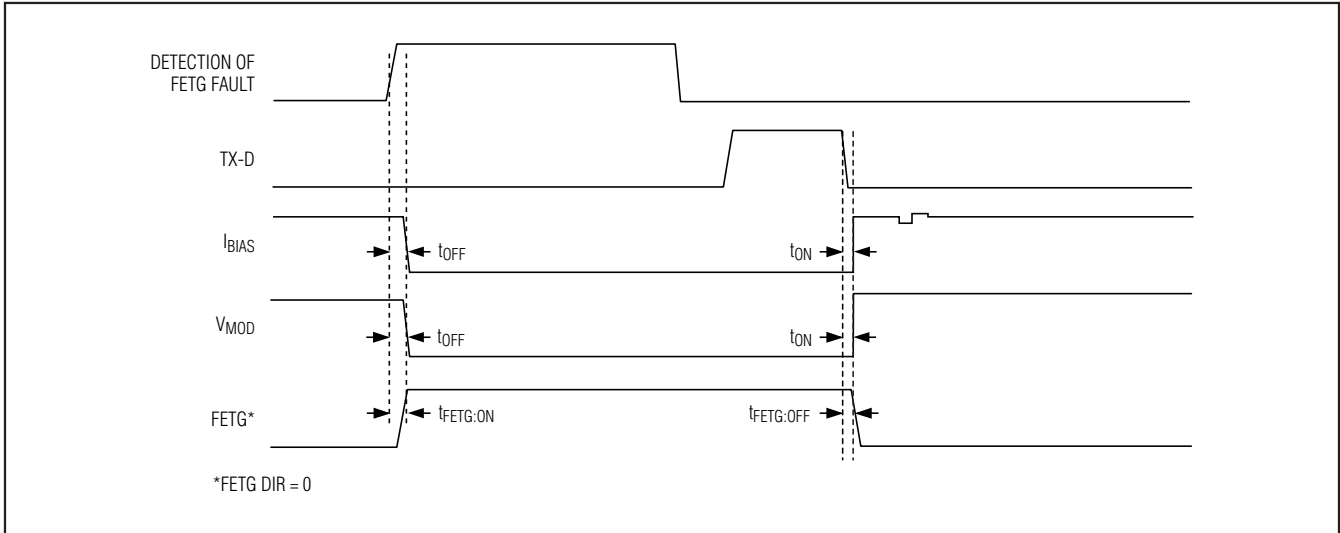 DETECTION OF
FETG FAULT
TX-D
IBIAS
tOFF
tON
VMOD
tOFF
tON
FETG*
tFETG:ON
tFETG:OFF
*FETG DIR = 0